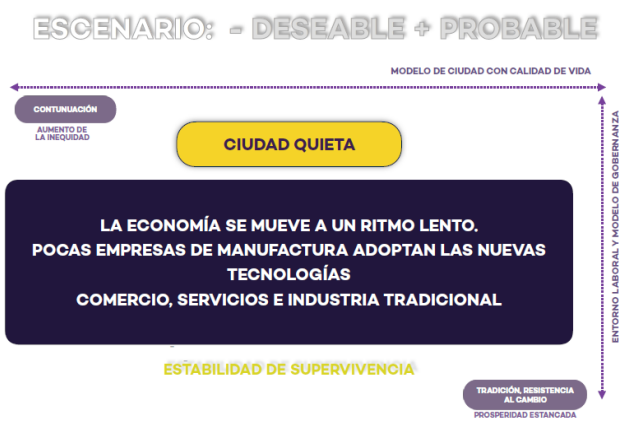 ESCENARIO: - DESEABLE + PROBABLE
MODELO DE CIUDAD CON CALIDAD DE VIDA
CONTUNUACIÓN
AUMENTO DE
LA INEQUIDAD
CIUDAD QUIETA
ENTORNO LABORAL Y MODELO DE GOBERNANZA
LA ECONOMÍA SE MUEVE A UN RITMO LENTO.
POCAS EMPRESAS DE MANUFACTURA ADOPTAN LAS NUEVAS
TECNOLOGÍAS
COMERCIO, SERVICIOS E INDUSTRIA TRADICIONAL
ESTABILIDAD DE SUPERVIVENCIA
TRADICIÓN, RESISTENCIA
AL CAMBIO
PROSPERIDAD ESTANCADA